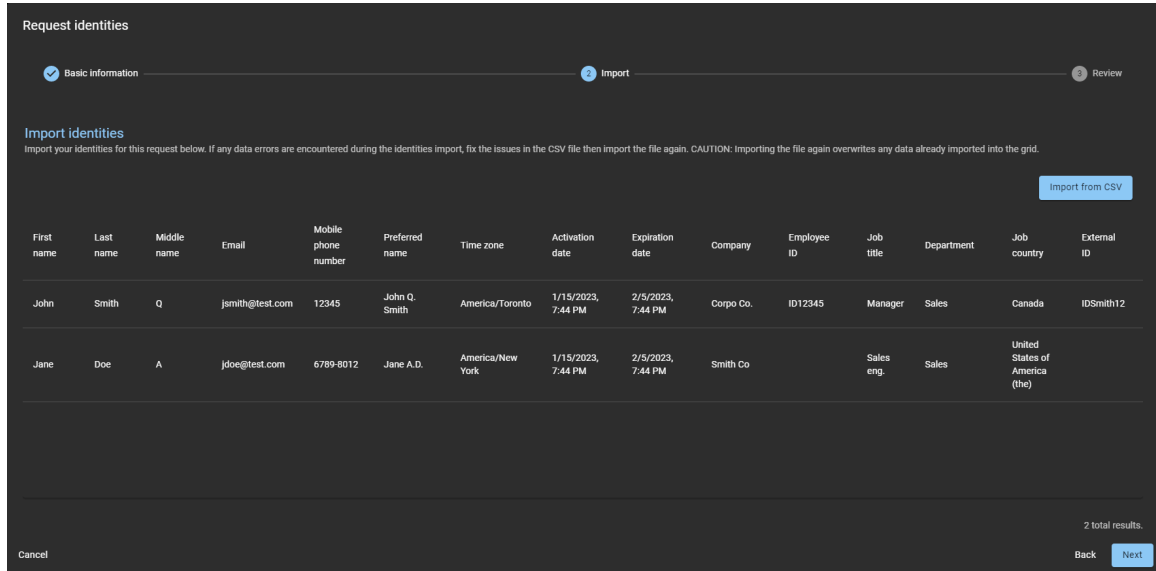 Request identities
Basic information
2 Import
3 Review
Import identities
Import your identities for this request below. If any data errors are encountered during the identities import, fix the issues in the CSV file then import the file again. CAUTION: Importing the file again overwrites any data already imported into the grid.
Import from CSV
First name Last name Middle name Email Mobile phone number Preferred name Time zone Activation date Expiration date Company Employee ID Job title Department Job country External ID
John Smith Q jsmith@test.com 12345 John Q. Smith America/Toronto 1/15/2023, 7:44 PM 2/5/2023, 7:44 PM Corpo Co. ID12345 Manager Sales Canada IDSmith12
Jane Doe A jdoe@test.com 6789-8012 Jane A.D. America/New York 1/15/2023, 7:44 PM 2/5/2023, 7:44 PM Smith Co Sales eng. Sales United States of America (the)
2 total results.
Cancel Back Next